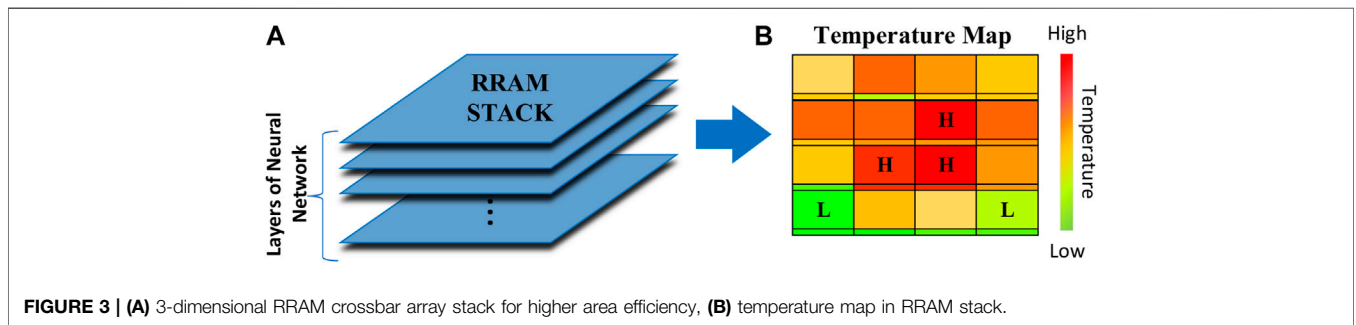 A
RRAM
STACK
Layers of Neural
Network
B
Temperature Map
H
H
H
L
L
High
Temperature
Low
FIGURE 3 | (A) 3-dimensional RRAM crossbar array stack for higher area efficiency, (B) temperature map in RRAM stack.